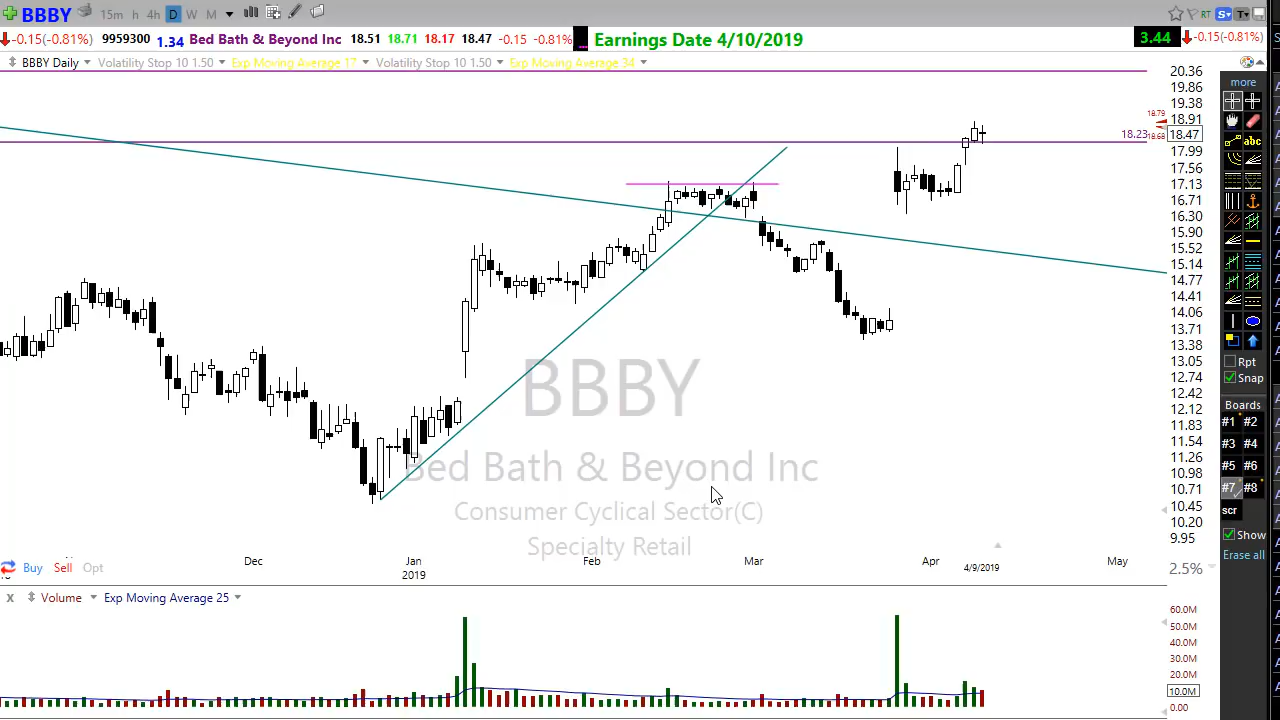 BBBY 15m h 4h D W M RT S T
-0.15(-0.81%) 9959300 1.34 Bed Bath & Beyond Inc 18.51 18.71 18.17 18.47 -0.15 -0.81% Earnings Date 4/10/2019 3.44 -0.15(-0.81%)
BBBY Daily Volatility Stop 10 1.50 Exp Moving Average 17 Volatility Stop 10 1.50 Exp Moving Average 34
20.36
19.86
19.38
18.91
18.79
18.23
18.68
18.47
17.99
17.56
17.13
16.71
16.30
15.90
15.52
15.14
14.77
14.41
14.06
13.71
13.38
13.05
12.74
12.42
12.12
11.83
11.54
11.26
10.98
10.71
10.45
10.20
9.95
more
abc
Rpt
Snap
Boards
#1 #2
#3 #4
#5 #6
#7 #8
scr
Show
Erase all
BBBY
Bed Bath & Beyond Inc
Consumer Cyclical Sector(C)
Specialty Retail
Dec Jan Feb Mar Apr May
2019 4/9/2019
Buy Sell Opt 2.5%
X Volume Exp Moving Average 25
60.0M
50.0M
40.0M
30.0M
20.0M
10.0M
0.00